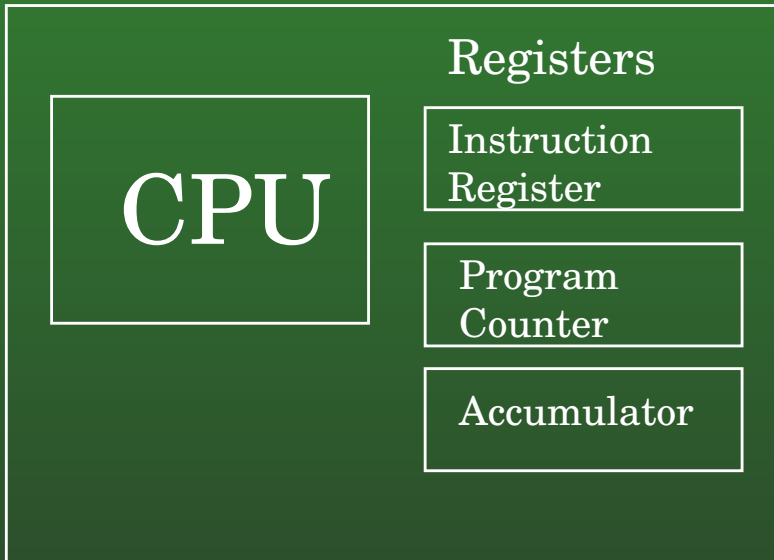 CPU
Registers
Instruction
Register
Program
Counter
Accumulator